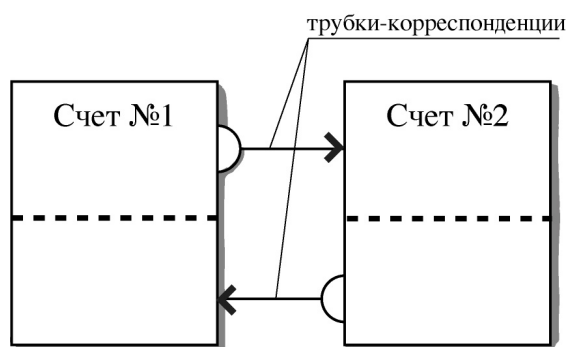 трубки-корреспонденции
Счет №1
Счет №2